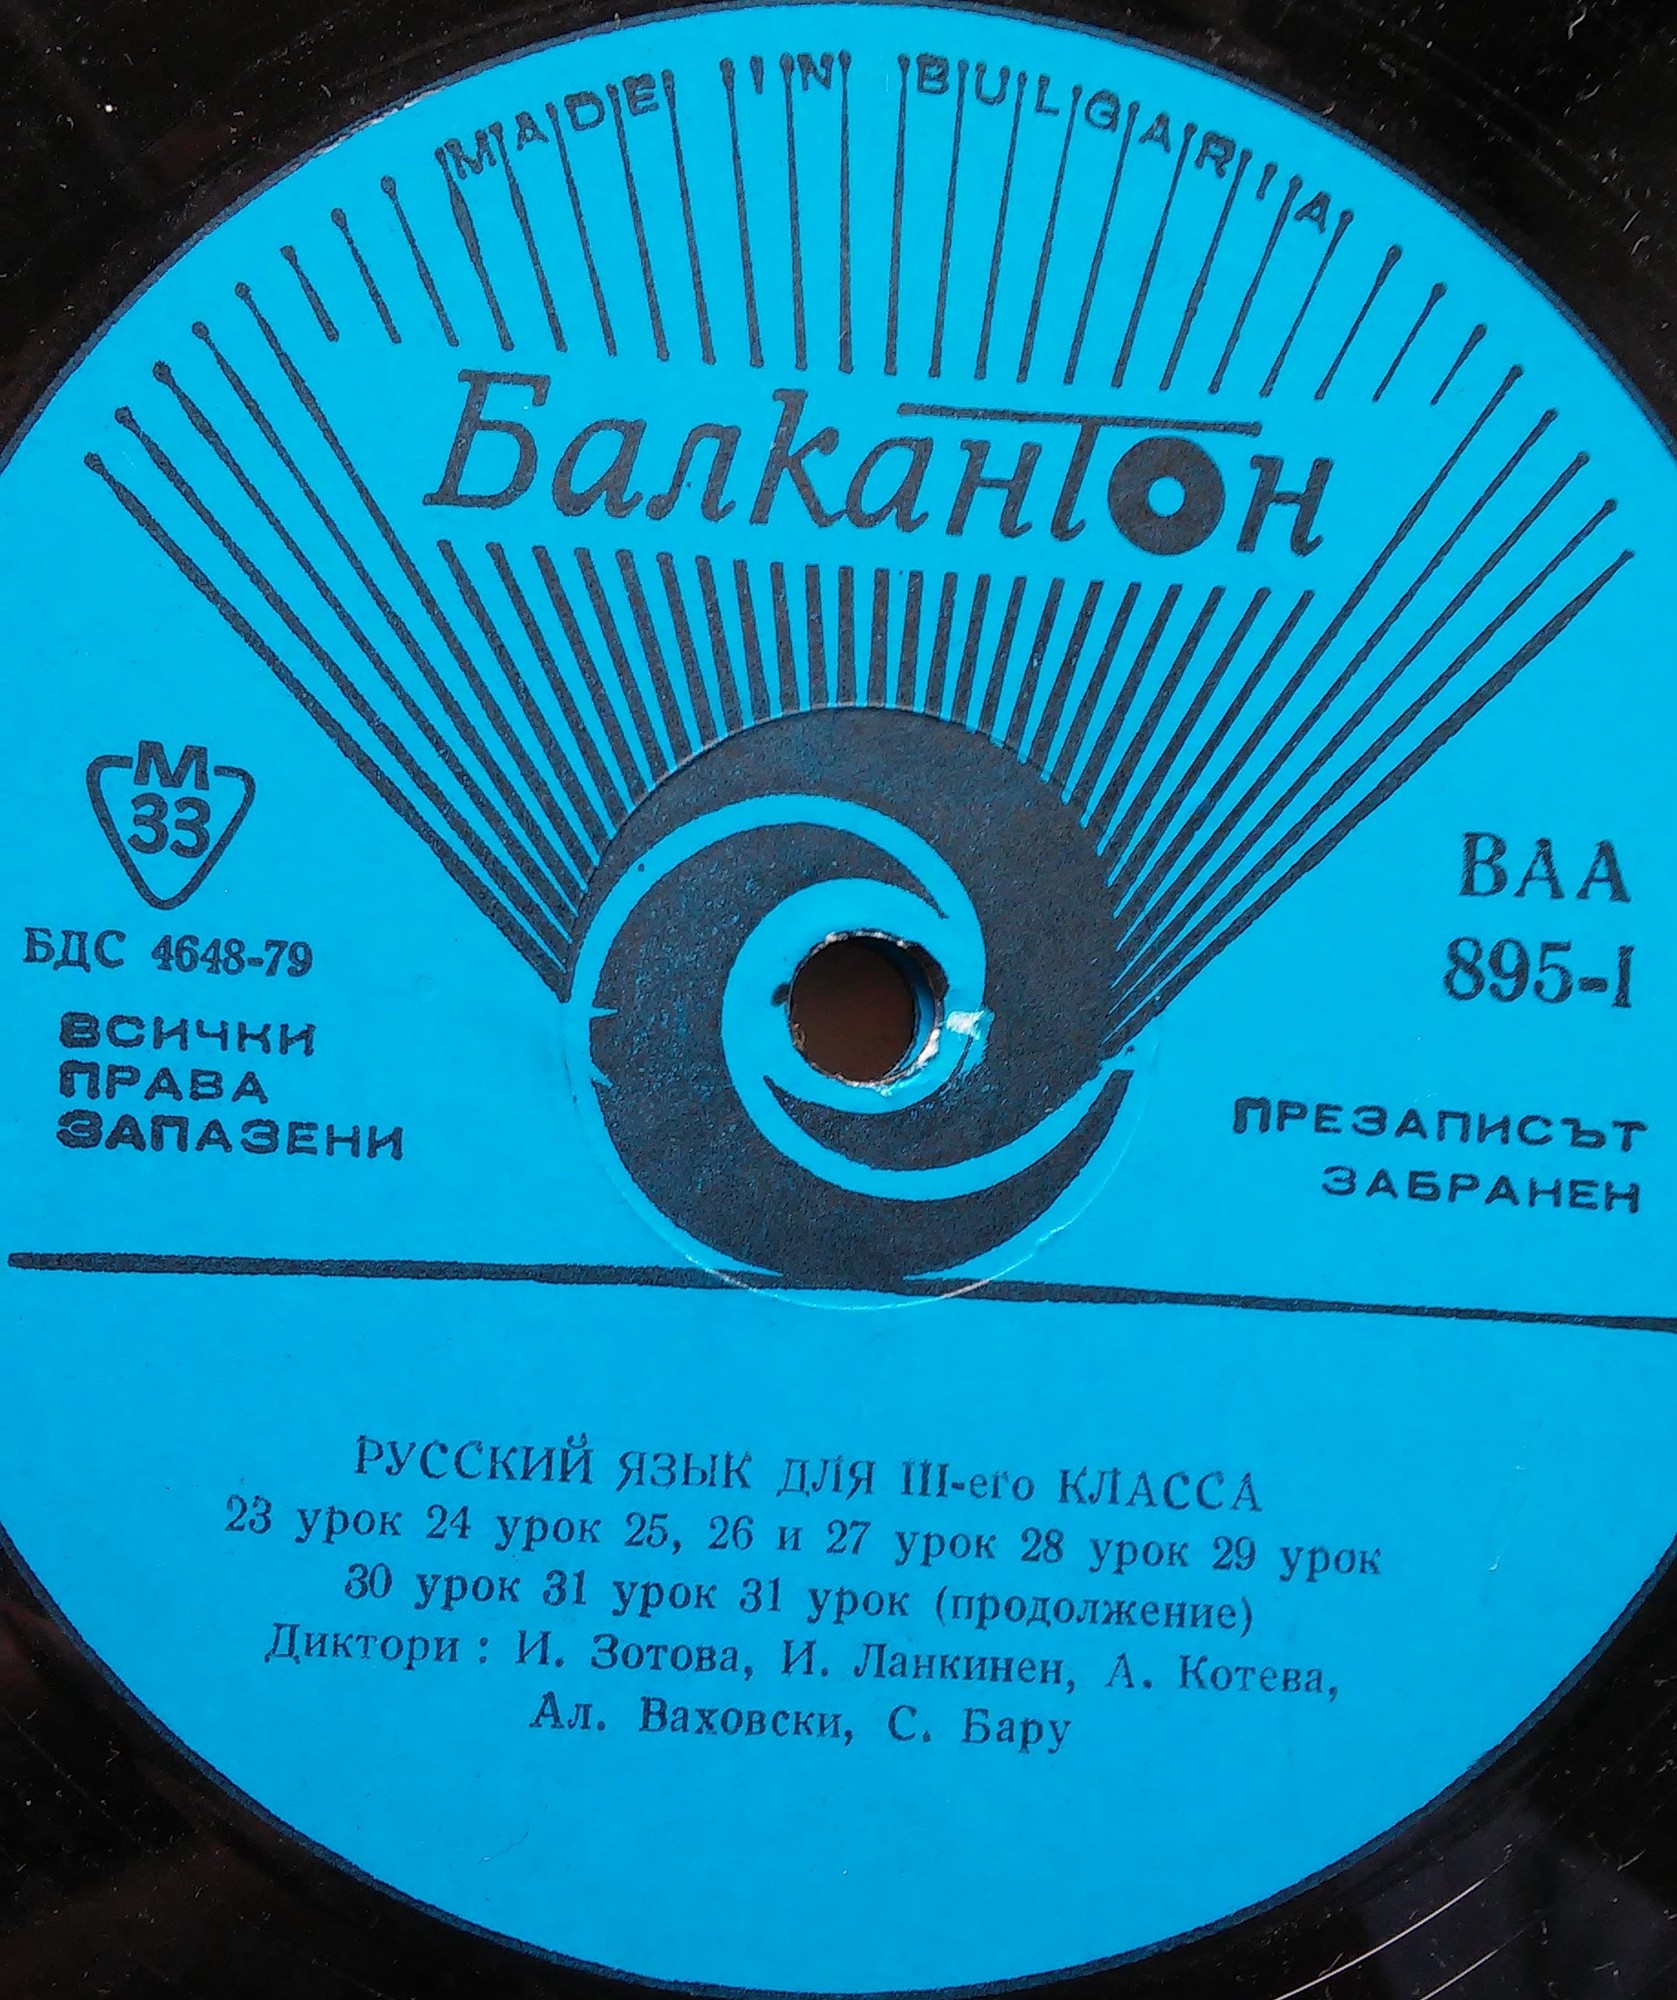 MADE IN BULGARIA
Балкантон
М
33
БДС 4648-79
ВСИЧКИ
ПРАВА
ЗАПАЗЕНИ
ВАА
895-I
ПРЕЗАПИСЪТ
ЗАБРАНЕН
РУССКИЙ ЯЗЫК ДЛЯ III-его КЛАССА
23 урок 24 урок 25, 26 и 27 урок 28 урок 29 урок
30 урок 31 урок 31 урок (продолжение)
Диктори : И. Зотова, И. Ланкинен, А. Котева,
Ал. Ваховски, С. Бару